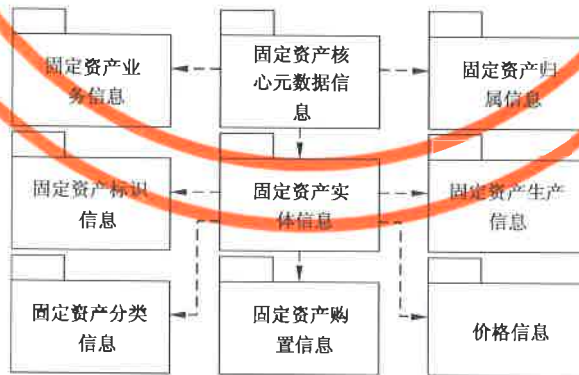 固定资产业
务信息
固定资产核
心元数据信
息
固定资产归
属信息
固定资产标识
信息
固定资产实
体信息
固定资产生产
信息
固定资产分类
信息
固定资产购
置信息
价格信息